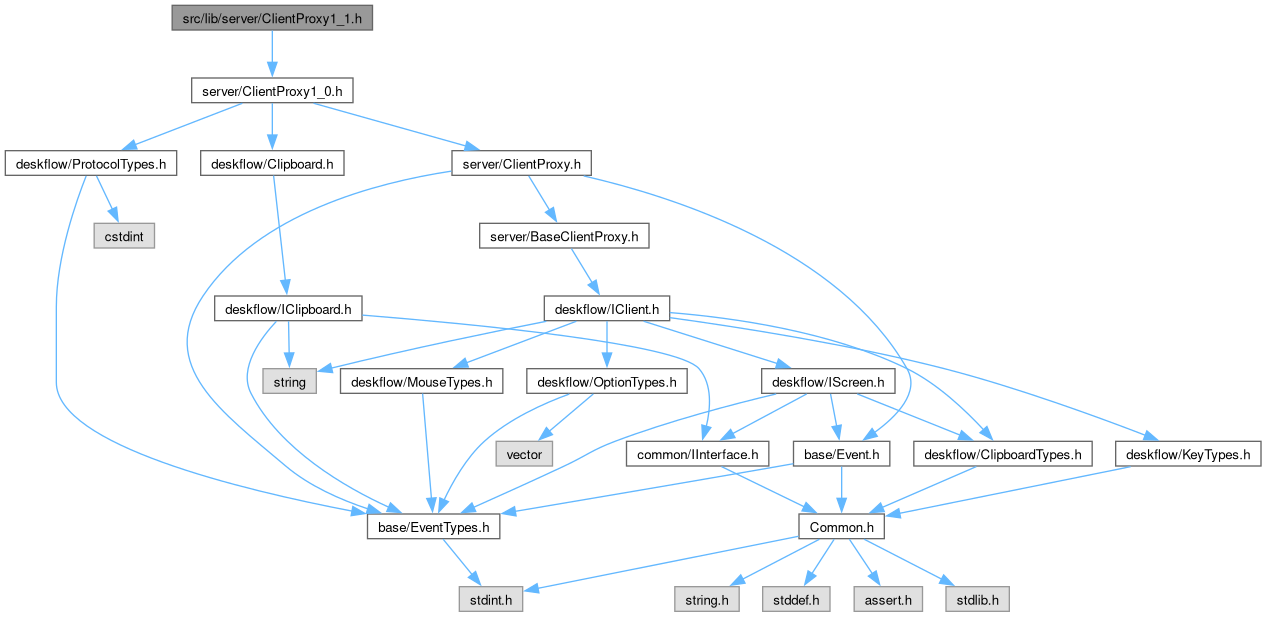 src/lib/server/ClientProxy1_1.h
server/ClientProxy1_0.h
deskflow/ProtocolTypes.h
deskflow/Clipboard.h
server/ClientProxy.h
cstdint
server/BaseClientProxy.h
deskflow/IClipboard.h
deskflow/IClient.h
string
deskflow/MouseTypes.h
deskflow/OptionTypes.h
deskflow/IScreen.h
vector
common/IInterface.h
base/Event.h
deskflow/ClipboardTypes.h
deskflow/KeyTypes.h
base/EventTypes.h
Common.h
stdint.h
string.h
stddef.h
assert.h
stdlib.h